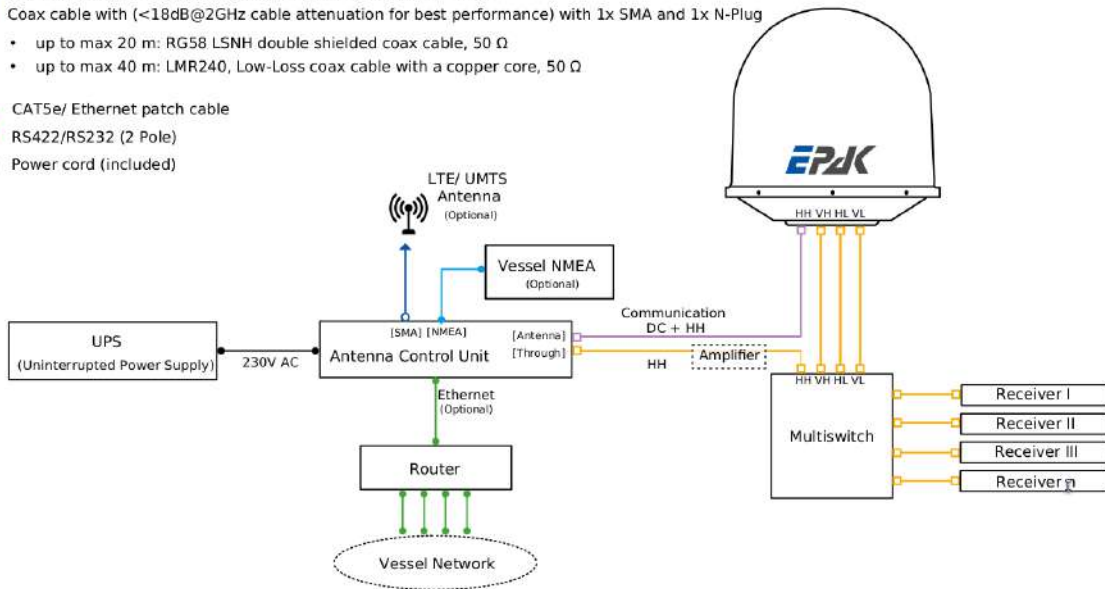 Coax cable with (<18dB@2GHz cable attenuation for best performance) with 1x SMA and 1x N-Plug
• up to max 20 m: RG58 LSNH double shielded coax cable, 50 Ω
• up to max 40 m: LMR240, Low-Loss coax cable with a copper core, 50 Ω
CAT5e/ Ethernet patch cable
RS422/RS232 (2 Pole)
Power cord (included)
EPAK
HH VH HL VL
LTE/ UMTS
Antenna
(Optional)
Vessel NMEA
(Optional)
UPS
(Uninterrupted Power Supply)
230V AC
[SMA] [NMEA]
Antenna Control Unit
[Antenna]
[Through]
Communication
DC + HH
HH
Amplifier
HH VH HL VL
Multiswitch
Receiver I
Receiver II
Receiver III
Receiver n
Ethernet
(Optional)
Router
Vessel Network